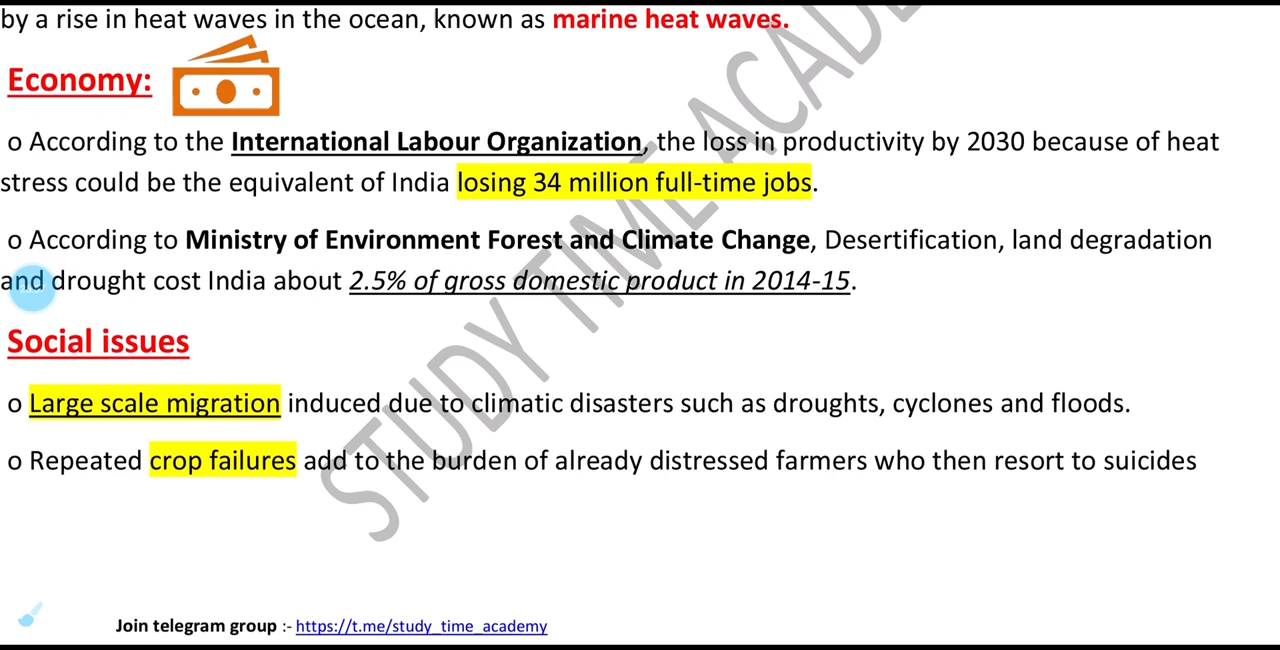 by a rise in heat waves in the ocean, known as marine heat waves.
Economy:
o According to the International Labour Organization, the loss in productivity by 2030 because of heat
stress could be the equivalent of India losing 34 million full-time jobs.
o According to Ministry of Environment Forest and Climate Change, Desertification, land degradation
and drought cost India about 2.5% of gross domestic product in 2014-15.
Social issues
o Large scale migration induced due to climatic disasters such as droughts, cyclones and floods.
o Repeated crop failures add to the burden of already distressed farmers who then resort to suicides
STUDY TIME ACADE
Join telegram group :- https://t.me/study_time_academy